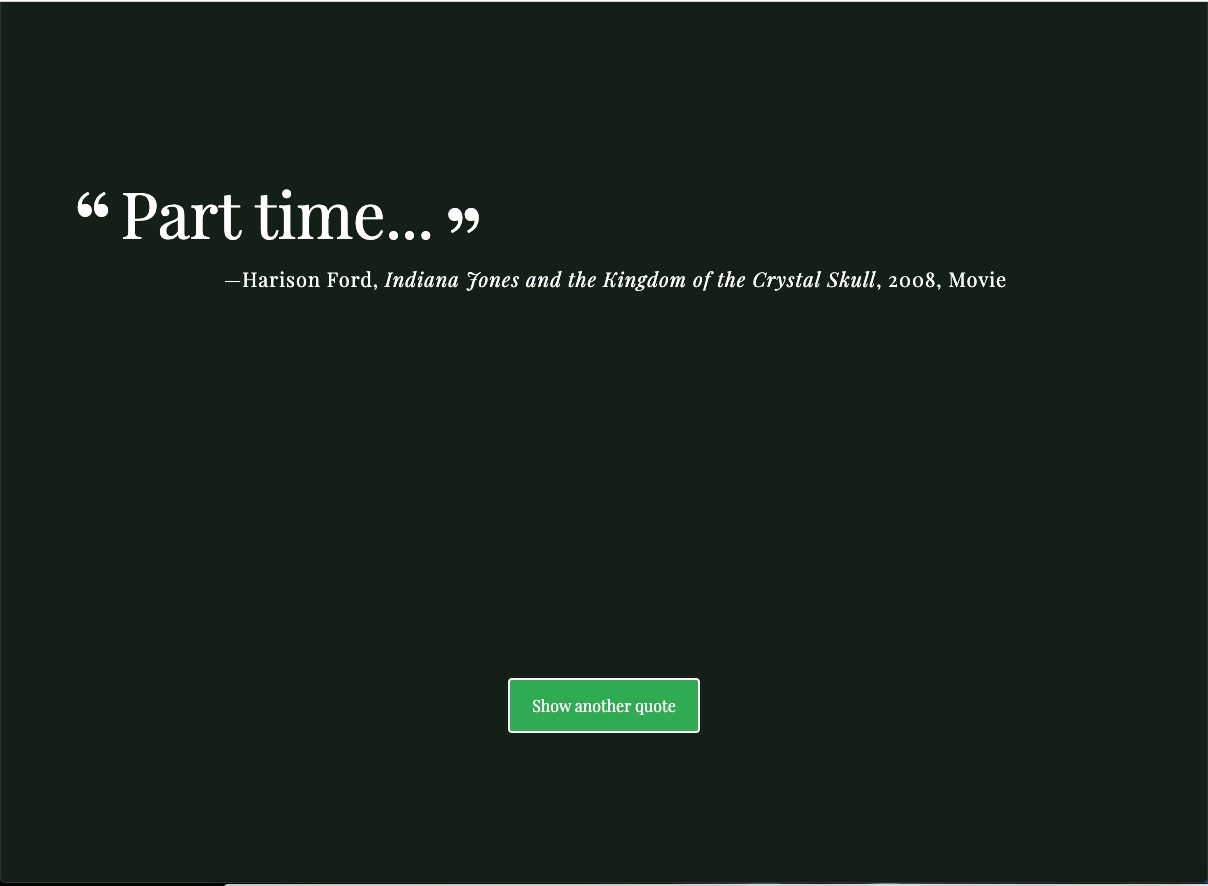 “ Part time... ”
—Harison Ford, Indiana Jones and the Kingdom of the Crystal Skull, 2008, Movie
Show another quote